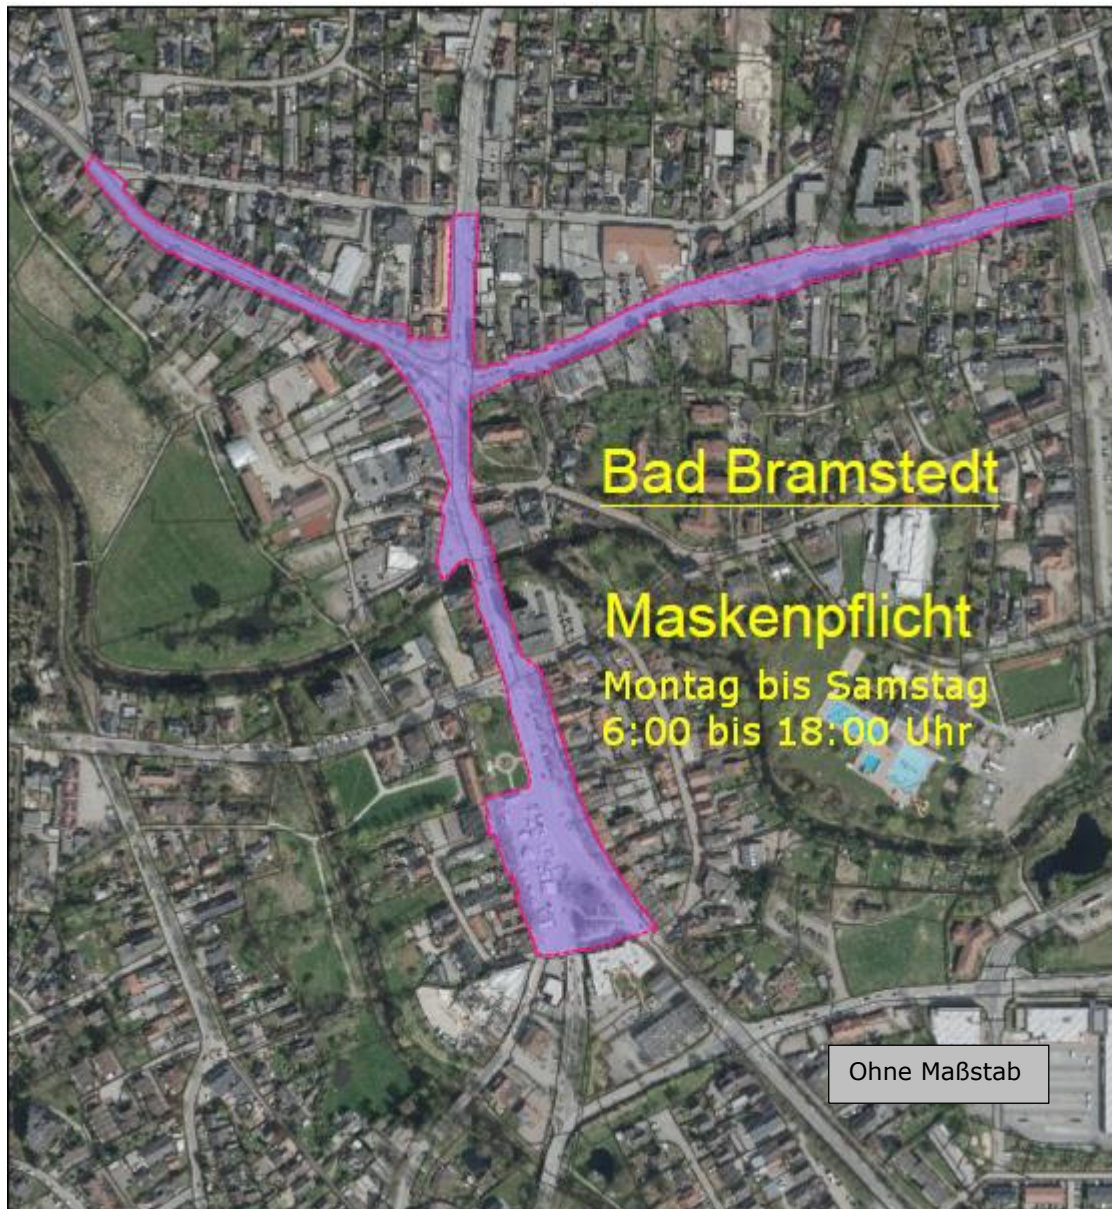 Bad Bramstedt
Maskenpflicht
Montag bis Samstag
6:00 bis 18:00 Uhr
Ohne Maßstab